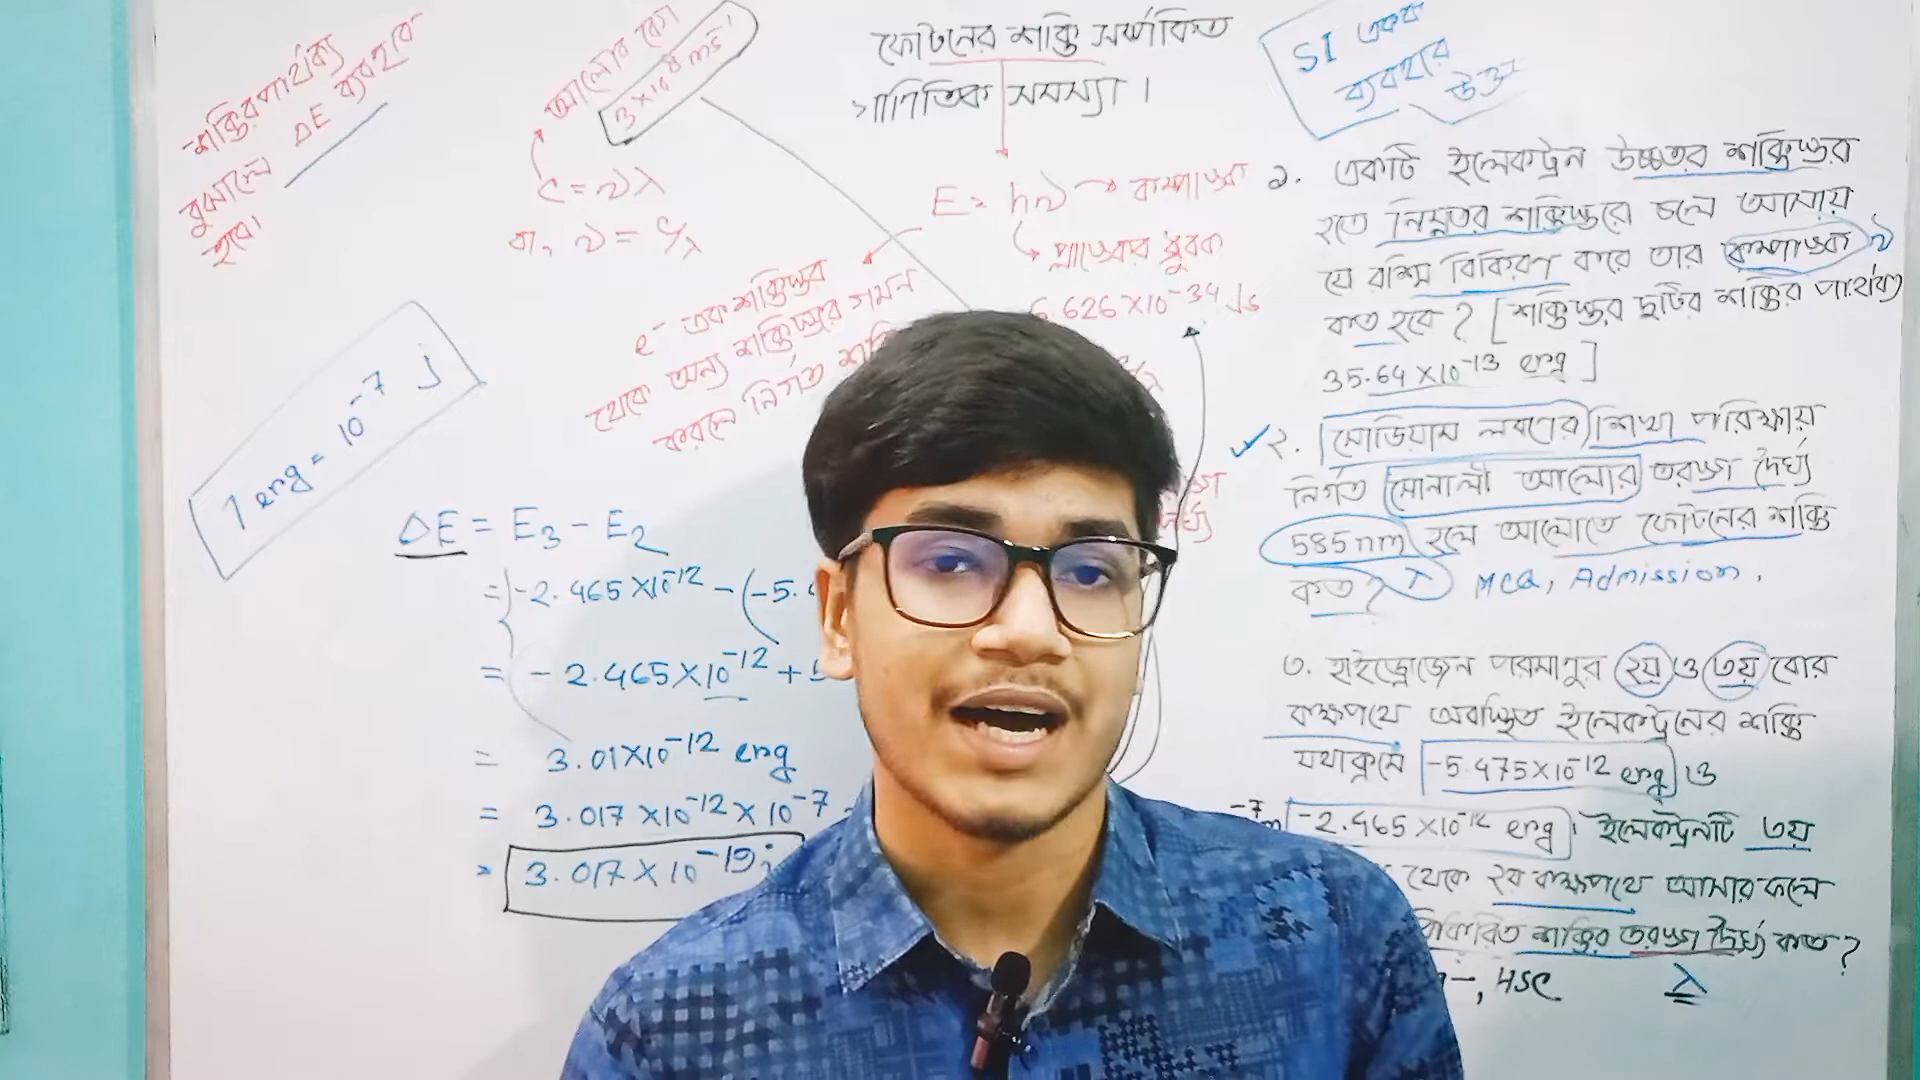 ফোটনের শক্তি সম্পর্কিত
গাণিতিক সমস্যা।
শক্তির পার্থক্য
বুঝালে ΔE ব্যবহার
হবে।
আলোর বেগ
3×10⁸ ms⁻¹
c = νλ
বা, ν = c/λ
E = hν → কম্পাঙ্ক
প্লাঙ্কের ধ্রুবক
6.626×10⁻³⁴ Js
e⁻ এক শক্তিস্তর
থেকে অন্য শক্তিস্তরে গমন
করলে নির্গত
1 erg = 10⁻⁷ J
ΔE = E₃ − E₂
= {-2.465×10⁻¹² − (−5.
= − 2.465×10⁻¹² + 5
= 3.01×10⁻¹² erg
= 3.017×10⁻¹²×10⁻⁷
= 3.017×10⁻¹⁹ j
SI একক
ব্যবহার
১. একটি ইলেকট্রন উচ্চতর শক্তিস্তর
হতে নিম্নতর শক্তিস্তরে চলে আসায়
যে রশ্মি বিকিরণ করে তার কম্পাঙ্ক ν
কত হবে? [শক্তিস্তর দুটির শক্তির পার্থক্য
35.64×10⁻¹³ erg]
✓২. সোডিয়াম লবণের শিখা পরিক্ষায়
নির্গত সোনালী আলোর তরঙ্গ দৈর্ঘ্য
585nm হলে আলোতে ফোটনের শক্তি
কত? λ MCQ, Admission,
৩. হাইড্রোজেন পরমাণুর ২য় ও ৩য় বোর
কক্ষপথে অবস্থিত ইলেকট্রনের শক্তি
যথাক্রমে -5.475×10⁻¹² erg ও
-2.465×10⁻¹² erg। ইলেকট্রনটি ৩য়
থেকে ২য় কক্ষপথে আসার ফলে
বিকিরিত শক্তির তরঙ্গ দৈর্ঘ্য কত?
, HSC λ